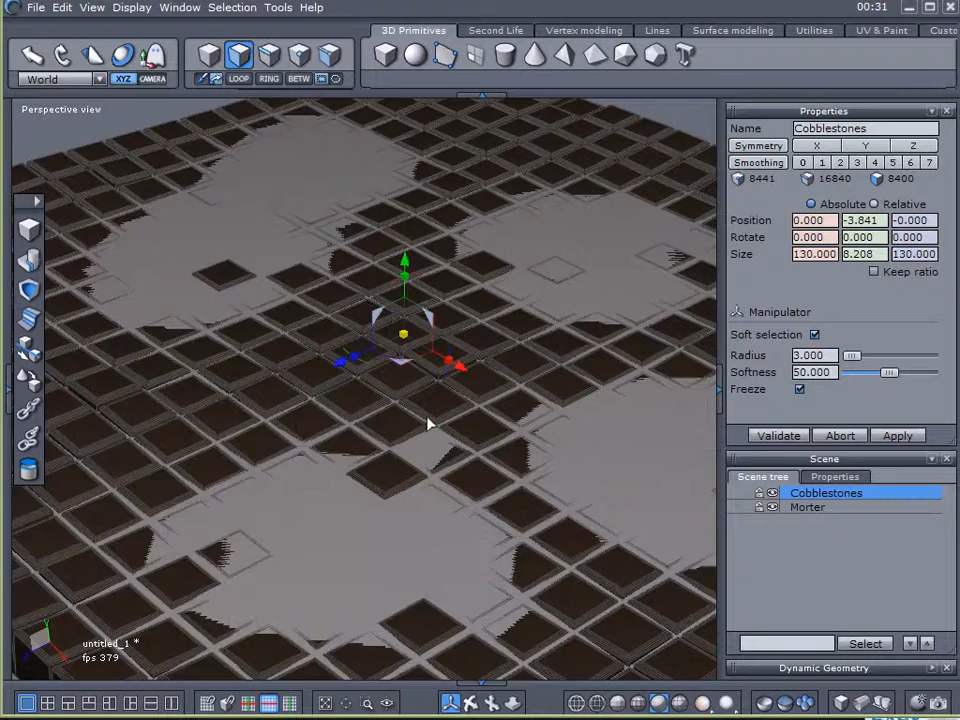 File Edit View Display Window Selection Tools Help 00:31
3D Primitives Second Life Vertex modeling Lines Surface modeling Utilities UV & Paint Custo
World XYZ CAMERA LOOP RING BETW
Perspective view
Properties
Name Cobblestones
Symmetry X Y Z
Smoothing 0 1 2 3 4 5 6 7
8441 16840 8400
Absolute Relative
Position 0.000 -3.841 -0.000
Rotate 0.000 0.000 0.000
Size 130.000 8.208 130.000
Keep ratio
Manipulator
Soft selection
Radius 3.000
Softness 50.000
Freeze
Validate Abort Apply
Scene
Scene tree Properties
Cobblestones
Morter
Select
Dynamic Geometry
Y
untitled_1 *
fps 379